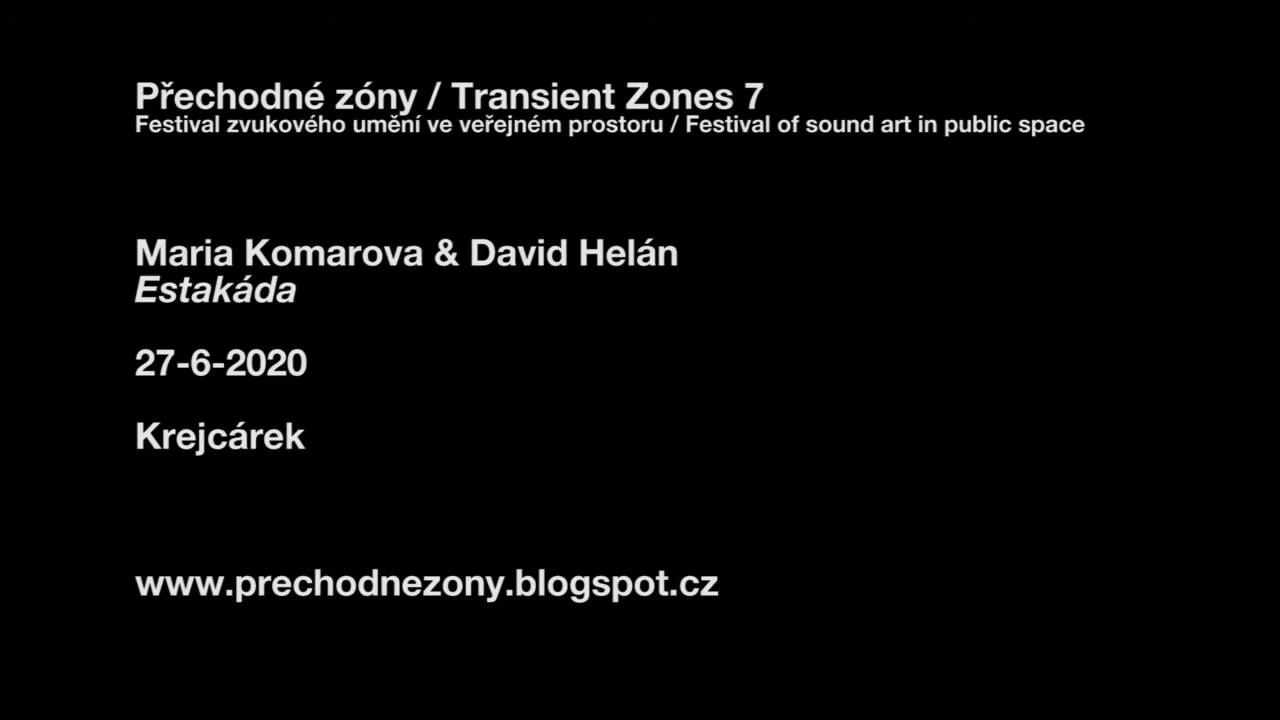 Přechodné zóny / Transient Zones 7
Festival zvukového umění ve veřejném prostoru / Festival of sound art in public space
Maria Komarova & David Helán
Estakáda
27-6-2020
Krejcárek
www.prechodnezony.blogspot.cz